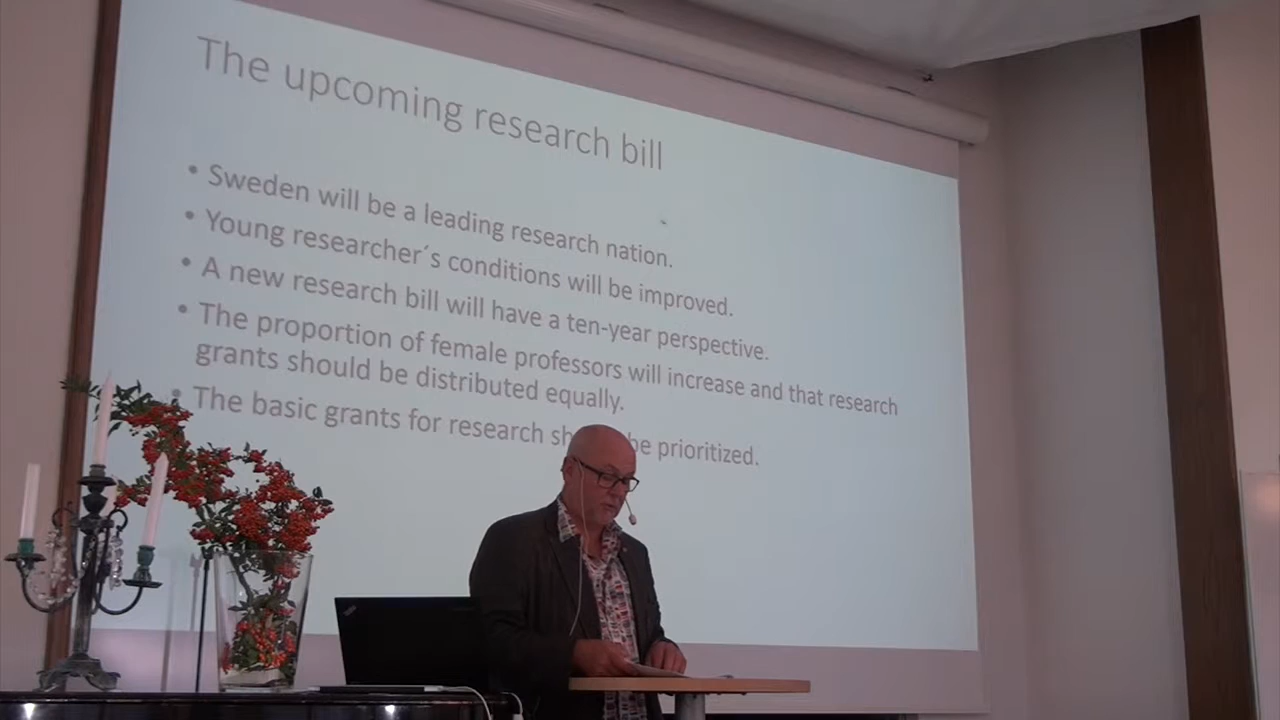 The upcoming research bill
• Sweden will be a leading research nation.
• Young researcher´s conditions will be improved.
• A new research bill will have a ten-year perspective.
• The proportion of female professors will increase and that research
grants should be distributed equally.
• The basic grants for research be prioritized.